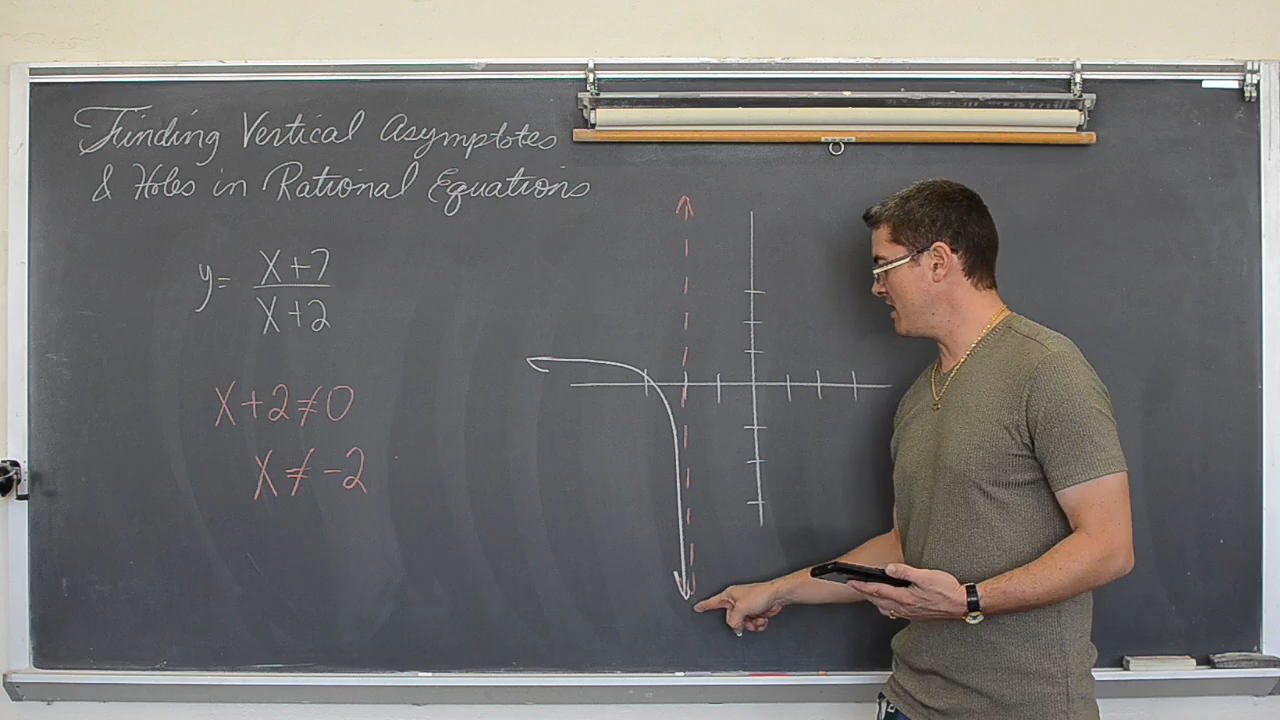 Finding Vertical Asymptotes
& Holes in Rational Equations
y = x+7
x+2
x+2≠0
x≠-2